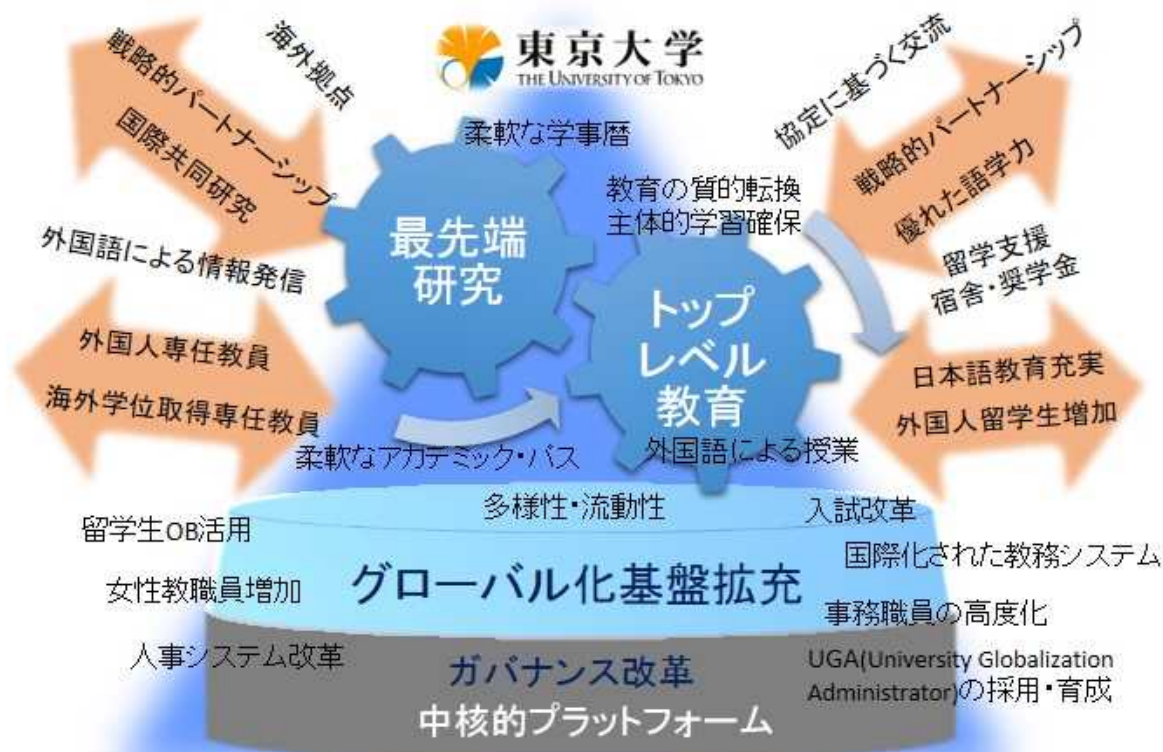 東京大学
THE UNIVERSITY OF TOKYO
海外拠点
戦略的パートナーシップ
国際共同研究
外国語による情報発信
外国人専任教員
海外学位取得専任教員
柔軟な学事暦
最先端
研究
教育の質的転換
主体的学習確保
トップ
レベル
教育
外国語による授業
柔軟なアカデミック・パス
協定に基づく交流
戦略的パートナーシップ
優れた語学力
留学支援
宿舎・奨学金
日本語教育充実
外国人留学生増加
多様性・流動性
入試改革
留学生OB活用
国際化された教務システム
女性教職員増加
グローバル化基盤拡充
事務職員の高度化
人事システム改革
ガバナンス改革
中核的プラットフォーム
UGA(University Globalization
Administrator)の採用・育成